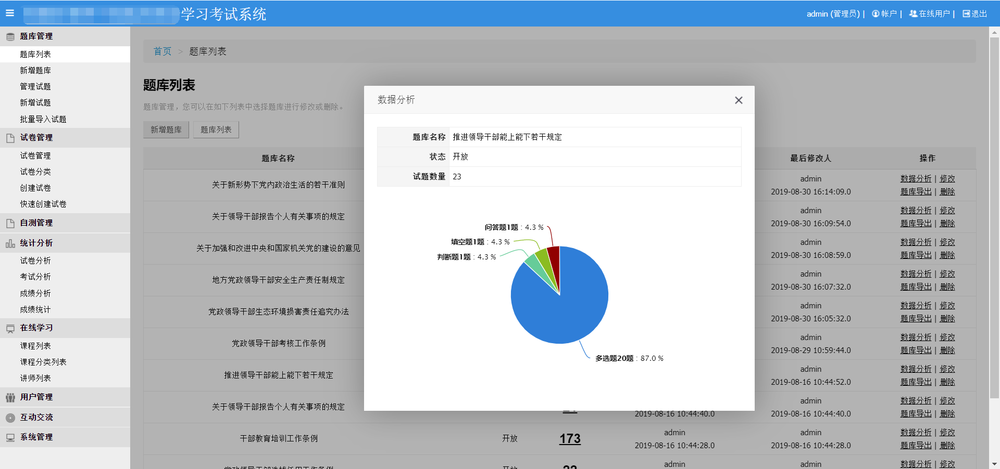 学习考试系统
admin (管理员) | 帐户 | 在线用户 | 退出
题库管理
题库列表
新增题库
管理试题
新增试题
批量导入试题
试卷管理
试卷管理
试卷分类
创建试卷
快速创建试卷
自测管理
统计分析
试卷分析
考试分析
成绩分析
成绩统计
在线学习
课程列表
课程分类列表
讲师列表
用户管理
互动交流
系统管理
首页 > 题库列表
题库列表
题库管理，您可以在如下列表中选择题库进行修改或删除。
新增题库 题库列表
题库名称 最后修改人 操作
关于新形势下党内政治生活的若干准则 admin 数据分析 | 修改
2019-08-30 16:14:09.0 题库导出 | 删除
关于领导干部报告个人有关事项的规定 admin 数据分析 | 修改
2019-08-30 16:09:54.0 题库导出 | 删除
关于加强和改进中央和国家机关党的建设的意见 admin 数据分析 | 修改
2019-08-30 16:08:59.0 题库导出 | 删除
地方党政领导干部安全生产责任制规定 admin 数据分析 | 修改
2019-08-30 16:07:32.0 题库导出 | 删除
党政领导干部生态环境损害责任追究办法 admin 数据分析 | 修改
2019-08-30 16:05:32.0 题库导出 | 删除
党政领导干部考核工作条例 admin 数据分析 | 修改
2019-08-29 10:59:44.0 题库导出 | 删除
推进领导干部能上能下若干规定 admin 数据分析 | 修改
2019-08-16 10:44:52.0 题库导出 | 删除
关于领导干部报告个人有关事项的规定 admin 数据分析 | 修改
2019-08-16 10:44:40.0 2019-08-16 10:44:40.0 题库导出 | 删除
干部教育培训工作条例 开放 173 admin admin 数据分析 | 修改
2019-08-16 10:44:28.0 2019-08-16 10:44:28.0 题库导出 | 删除
admin admin 数据分析 | 修改
数据分析
题库名称 推进领导干部能上能下若干规定
状态 开放
试题数量 23
问答题1题 : 4.3 %
填空题1题 : 4.3 %
判断题1题 : 4.3 %
多选题20题 : 87.0 %